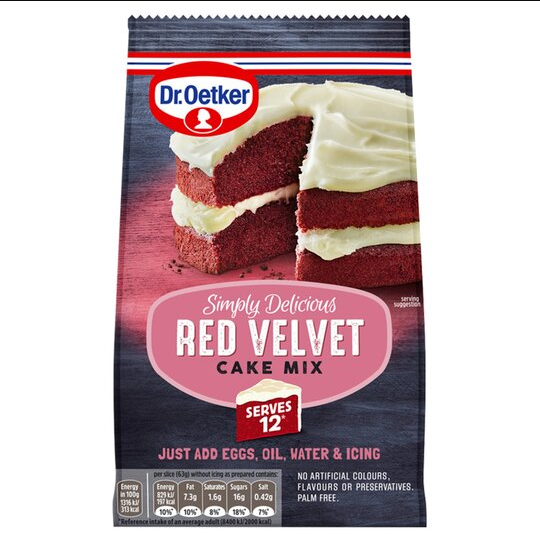 Dr.Oetker
serving
suggestion
Simply Delicious
RED VELVET
CAKE MIX
SERVES
12*
JUST ADD EGGS, OIL, WATER & ICING
per slice (63g) without icing as prepared contains:
Energy
in 100g
1316 kJ
313 kcal
Energy
829 kJ/
197 kcal
10%*
Fat
7.3g
10%*
Saturates
1.6g
8%*
Sugars
16g
18%*
Salt
0.42g
7%*
*Reference intake of an average adult (8400 kJ/2000 kcal)
NO ARTIFICIAL COLOURS,
FLAVOURS OR PRESERVATIVES.
PALM FREE.